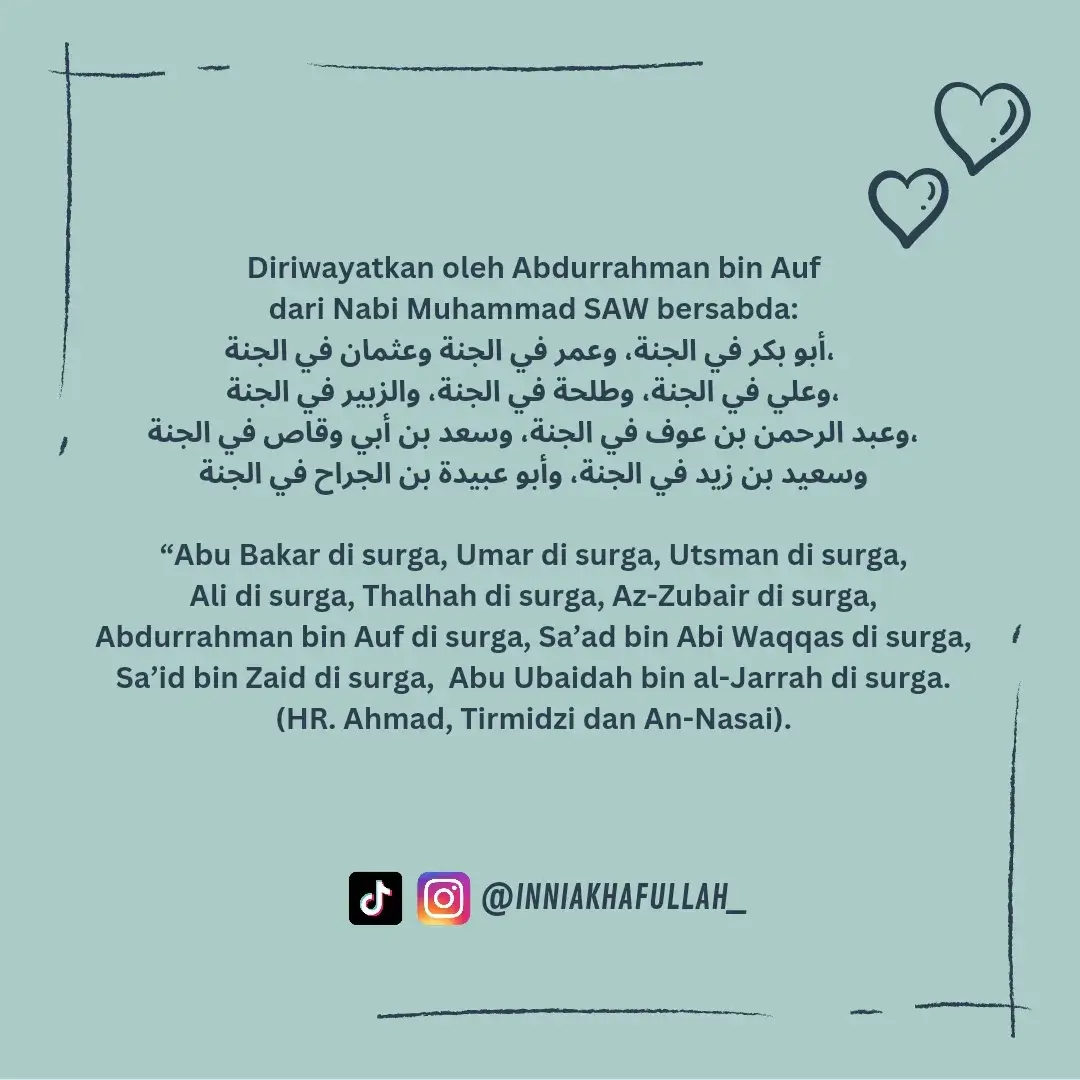 Diriwayatkan oleh Abdurrahman bin Auf
dari Nabi Muhammad SAW bersabda:
أبو بكر في الجنة، وعمر في الجنة وعثمان في الجنة،
وعلي في الجنة، وطلحة في الجنة، والزبير في الجنة،
وعبد الرحمن بن عوف في الجنة، وسعد بن أبي وقاص في الجنة،
وسعيد بن زيد في الجنة، وأبو عبيدة بن الجراح في الجنة
“Abu Bakar di surga, Umar di surga, Utsman di surga,
Ali di surga, Thalhah di surga, Az-Zubair di surga,
Abdurrahman bin Auf di surga, Sa’ad bin Abi Waqqas di surga,
Sa’id bin Zaid di surga,  Abu Ubaidah bin al-Jarrah di surga.
(HR. Ahmad, Tirmidzi dan An-Nasai).
@INNIAKHAFULLAH_